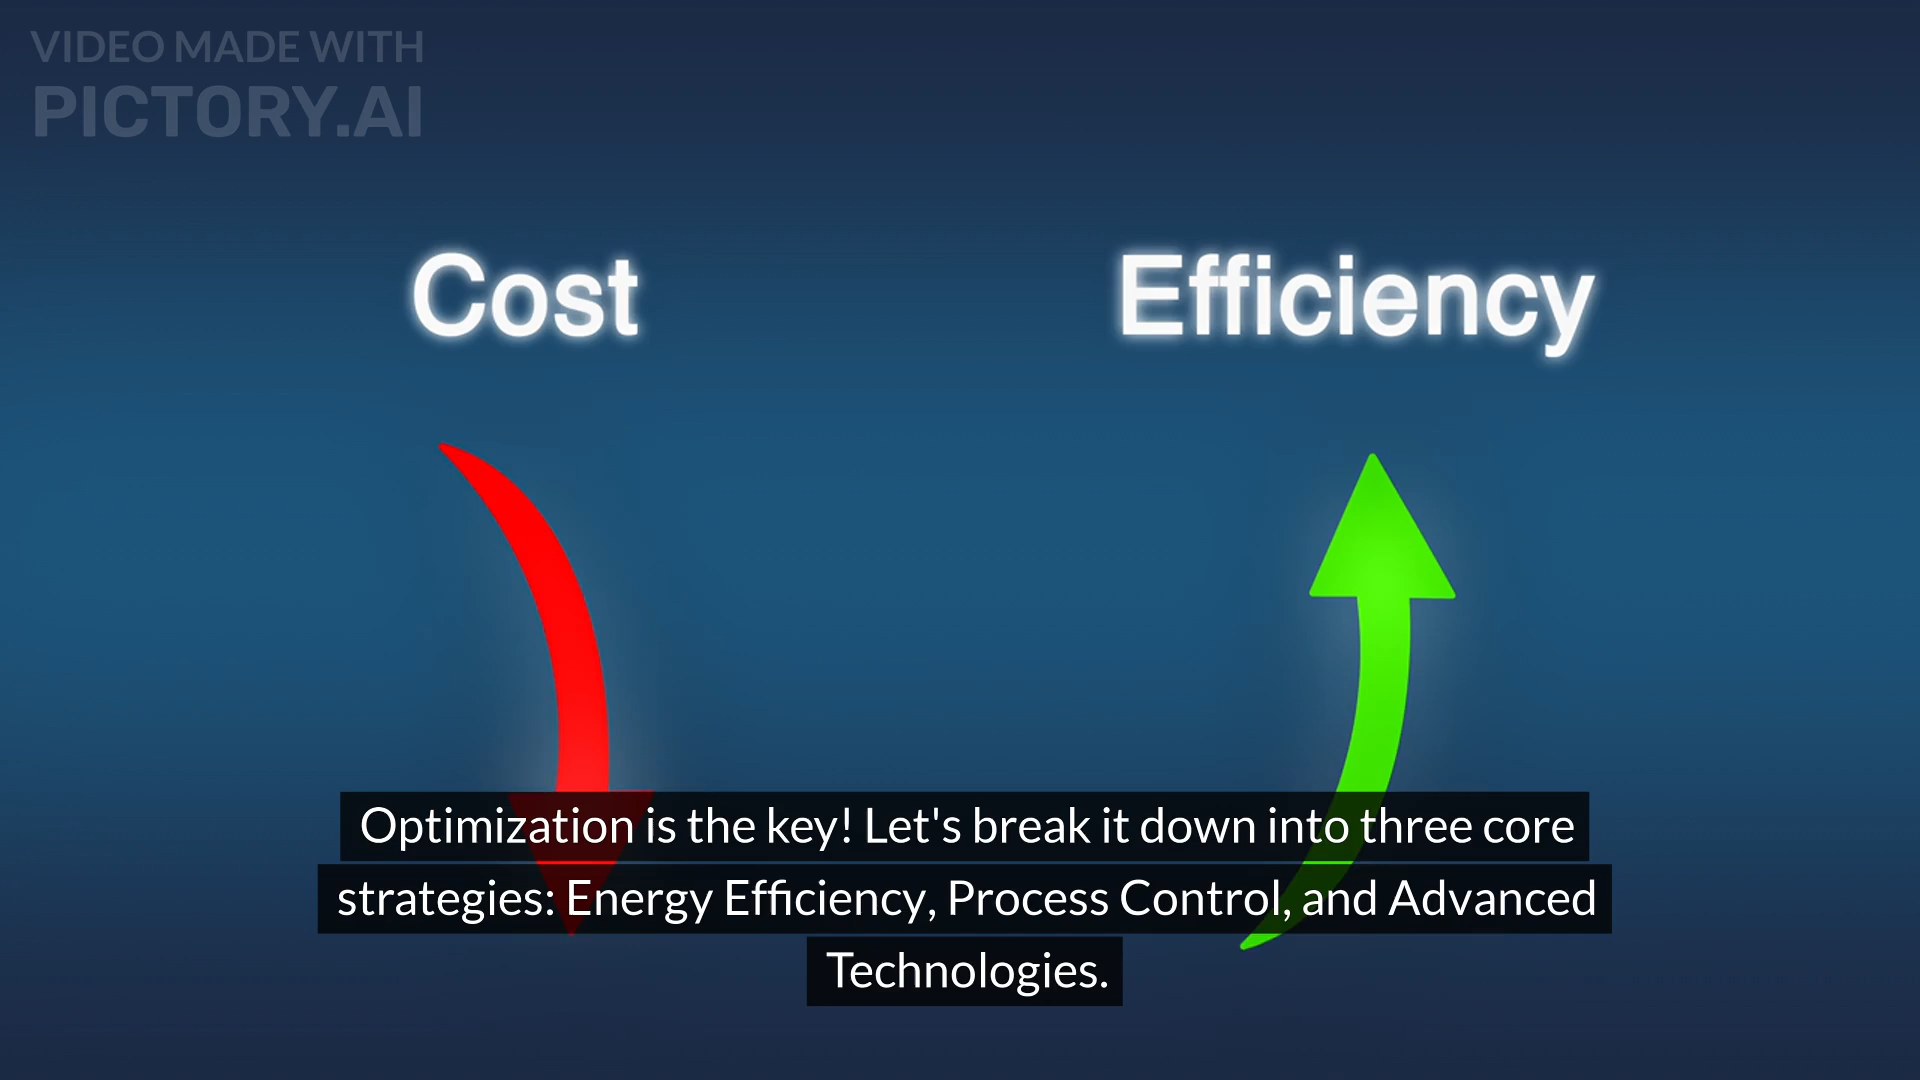 VIDEO MADE WITH
PICTORY.AI
Cost
Efficiency
Optimization is the key! Let's break it down into three core
strategies: Energy Efficiency, Process Control, and Advanced
Technologies.